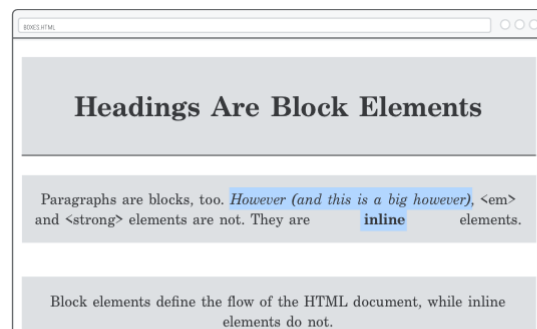 BOXES.HTML
Headings Are Block Elements
Paragraphs are blocks, too. However (and this is a big however), <em>
and <strong> elements are not. They are inline elements.
Block elements define the flow of the HTML document, while inline
elements do not.